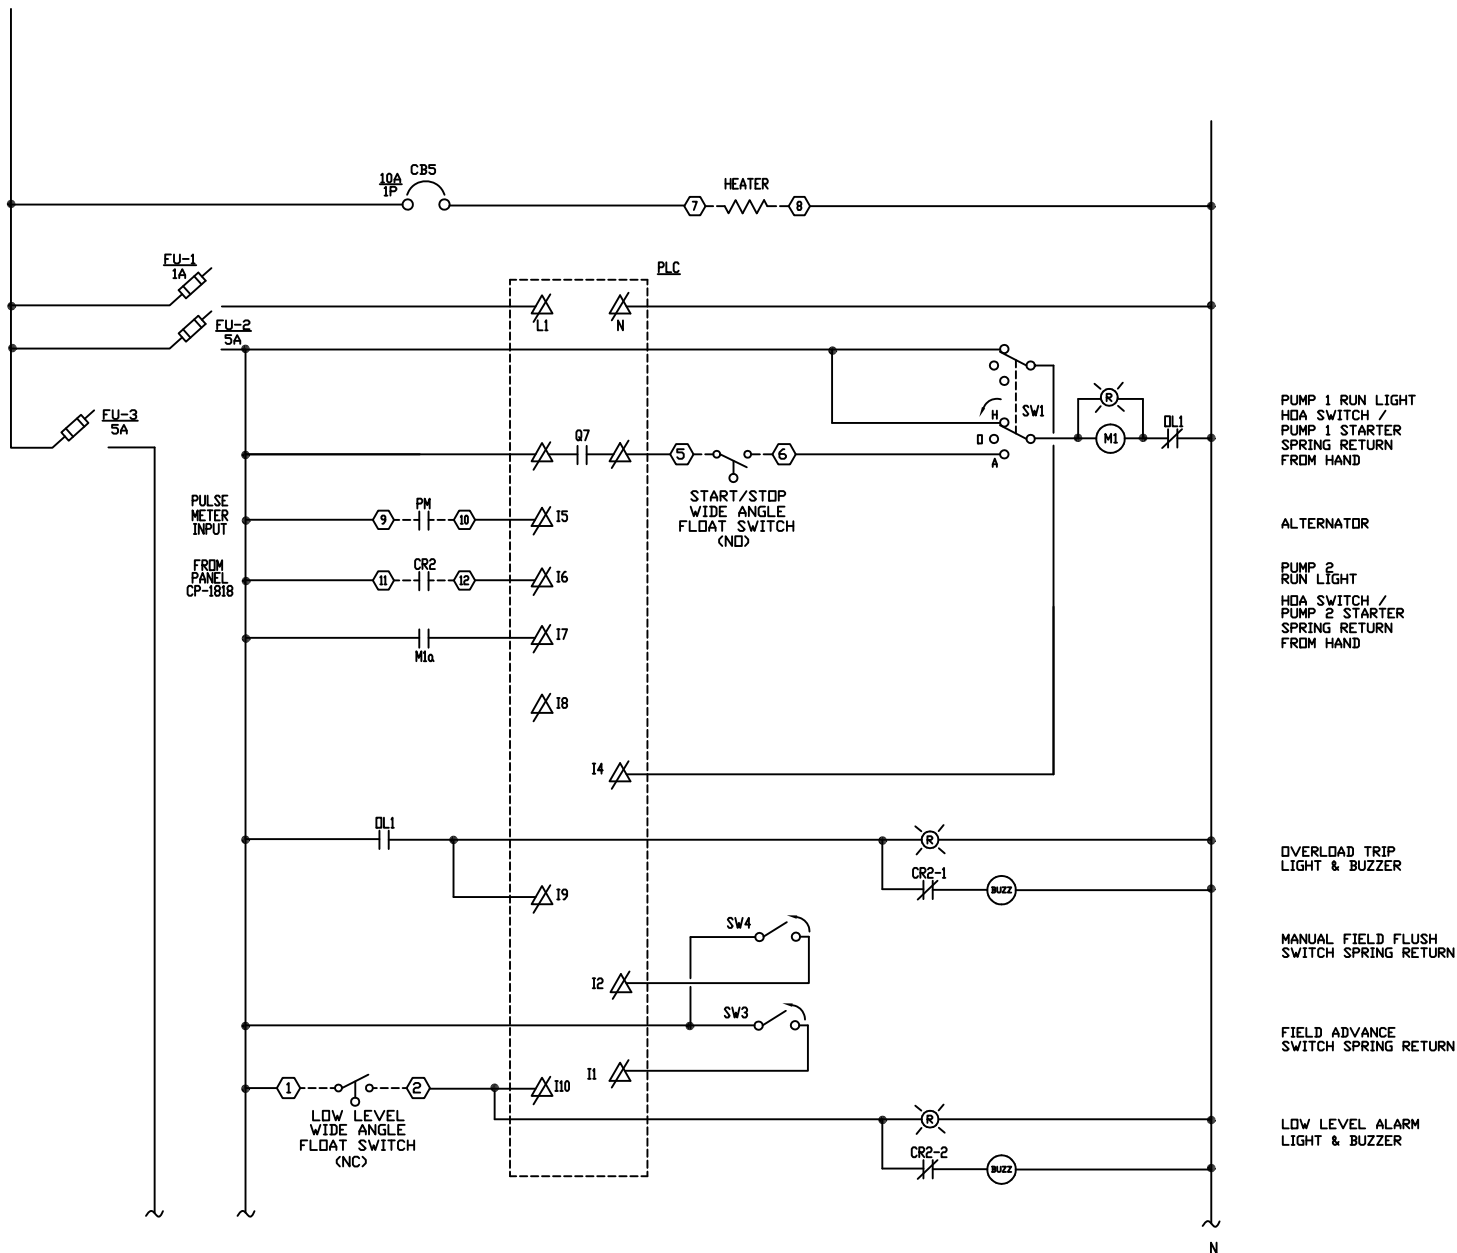 CB5
10A
1P
HEATER
7
8
FU-1
1A
PLC
L1
N
FU-2
5A
FU-3
5A
H
SW1
O
A
R
M1
OL1
PUMP 1 RUN LIGHT
HOA SWITCH /
PUMP 1 STARTER
SPRING RETURN
FROM HAND
Q7
5
6
START/STOP
WIDE ANGLE
FLOAT SWITCH
(NO)
PULSE
METER
INPUT
PM
9
10
I5
ALTERNATOR
FROM
PANEL
CP-1818
CR2
11
12
I6
PUMP 2
RUN LIGHT
HOA SWITCH /
PUMP 2 STARTER
SPRING RETURN
FROM HAND
M1a
I7
I8
I4
OL1
R
CR2-1
BUZZ
OVERLOAD TRIP
LIGHT & BUZZER
I9
SW4
MANUAL FIELD FLUSH
SWITCH SPRING RETURN
I2
SW3
FIELD ADVANCE
SWITCH SPRING RETURN
I1
1
2
I10
LOW LEVEL
WIDE ANGLE
FLOAT SWITCH
(NC)
R
CR2-2
BUZZ
LOW LEVEL ALARM
LIGHT & BUZZER
N